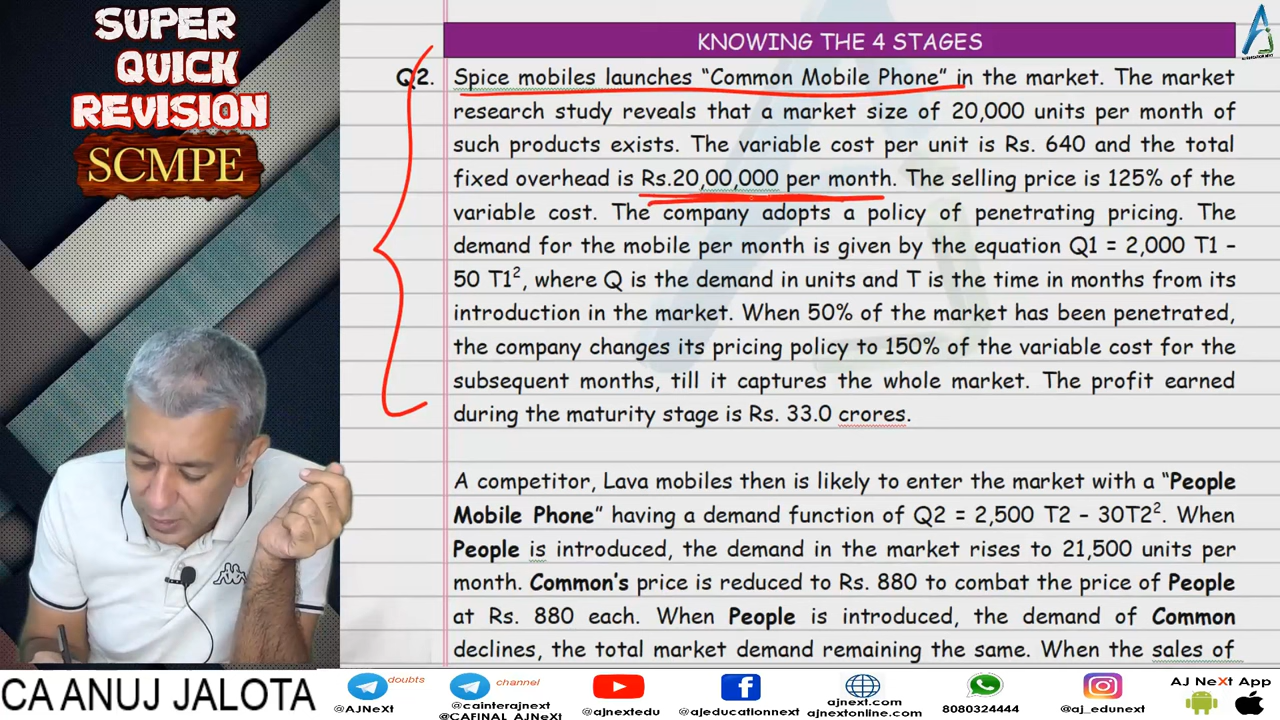 SUPER
QUICK
REVISION
SCMPE
KNOWING THE 4 STAGES
Q2. Spice mobiles launches “Common Mobile Phone” in the market. The market
research study reveals that a market size of 20,000 units per month of
such products exists. The variable cost per unit is Rs. 640 and the total
fixed overhead is Rs.20,00,000 per month. The selling price is 125% of the
variable cost. The company adopts a policy of penetrating pricing. The
demand for the mobile per month is given by the equation Q1 = 2,000 T1 –
50 T1², where Q is the demand in units and T is the time in months from its
introduction in the market. When 50% of the market has been penetrated,
the company changes its pricing policy to 150% of the variable cost for the
subsequent months, till it captures the whole market. The profit earned
during the maturity stage is Rs. 33.0 crores.
A competitor, Lava mobiles then is likely to enter the market with a “People
Mobile Phone” having a demand function of Q2 = 2,500 T2 – 30T2². When
People is introduced, the demand in the market rises to 21,500 units per
month. Common’s price is reduced to Rs. 880 to combat the price of People
at Rs. 880 each. When People is introduced, the demand of Common
declines, the total market demand remaining the same. When the sales of
CA ANUJ JALOTA
doubts
@AJNeXt
channel
@cainterajnext
@CAFINAL_AJNeXt
@ajnextedu
@ajeducationnext
ajnext.com
ajnextonline.com
8080324444
@aj_edunext
AJ NeXt App